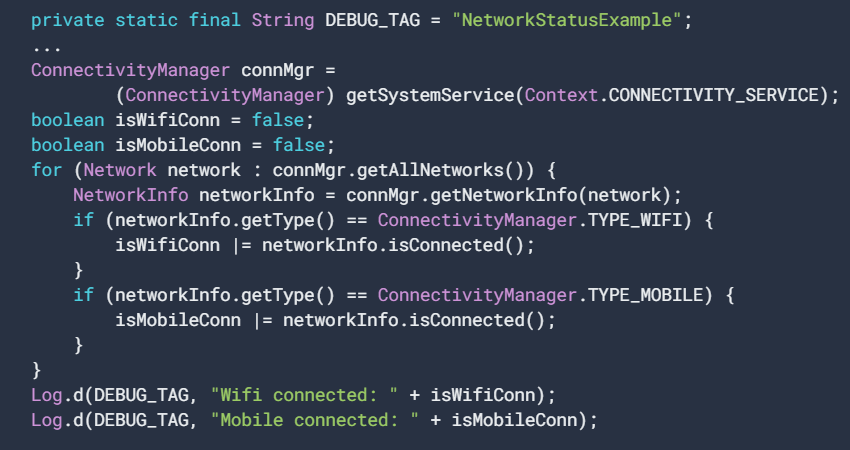 private static final String DEBUG_TAG = "NetworkStatusExample";
...
ConnectivityManager connMgr =
        (ConnectivityManager) getSystemService(Context.CONNECTIVITY_SERVICE);
boolean isWifiConn = false;
boolean isMobileConn = false;
for (Network network : connMgr.getAllNetworks()) {
    NetworkInfo networkInfo = connMgr.getNetworkInfo(network);
    if (networkInfo.getType() == ConnectivityManager.TYPE_WIFI) {
        isWifiConn |= networkInfo.isConnected();
    }
    if (networkInfo.getType() == ConnectivityManager.TYPE_MOBILE) {
        isMobileConn |= networkInfo.isConnected();
    }
}
Log.d(DEBUG_TAG, "Wifi connected: " + isWifiConn);
Log.d(DEBUG_TAG, "Mobile connected: " + isMobileConn);